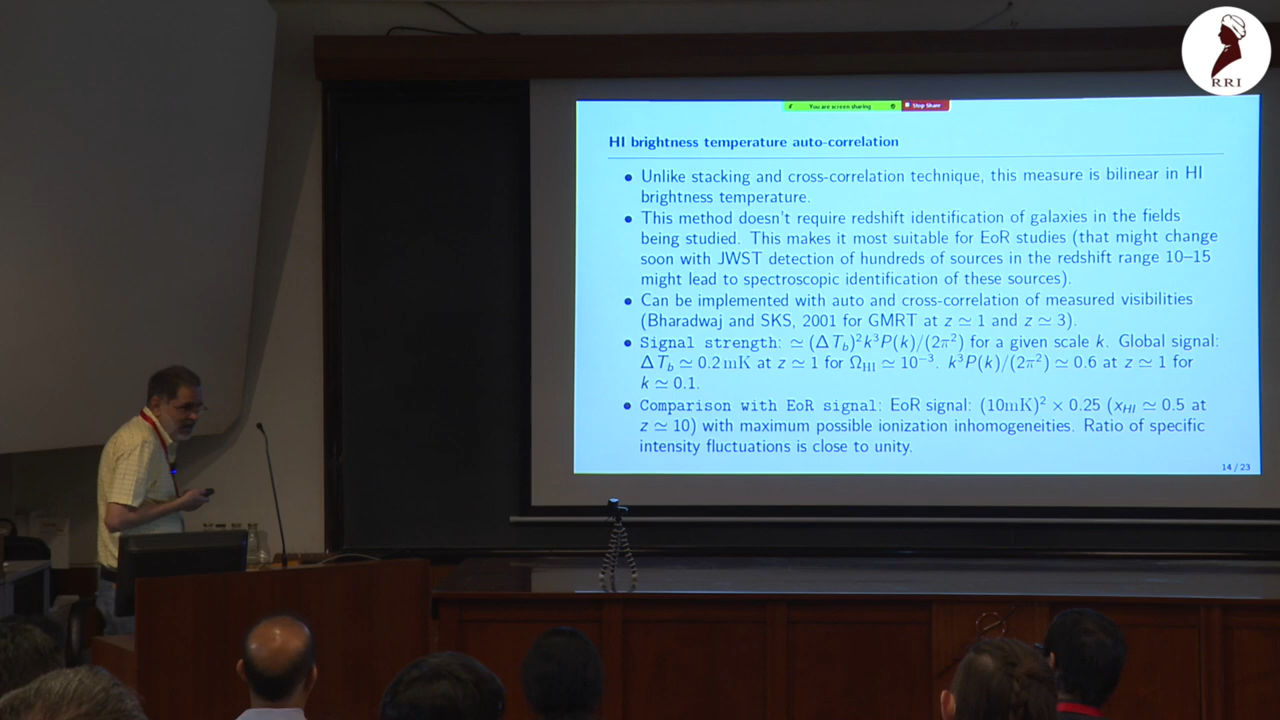 RRI
You are screen sharing
Stop Share
HI brightness temperature auto-correlation
• Unlike stacking and cross-correlation technique, this measure is bilinear in HI
brightness temperature.
• This method doesn't require redshift identification of galaxies in the fields
being studied. This makes it most suitable for EoR studies (that might change
soon with JWST detection of hundreds of sources in the redshift range 10–15
might lead to spectroscopic identification of these sources).
• Can be implemented with auto and cross-correlation of measured visibilities
(Bharadwaj and SKS, 2001 for GMRT at z ≃ 1 and z ≃ 3).
• Signal strength: ≃ (ΔT_b)²k³P(k)/(2π²) for a given scale k. Global signal:
ΔT_b ≃ 0.2 mK at z ≃ 1 for Ω_HI ≃ 10⁻³. k³P(k)/(2π²) ≃ 0.6 at z ≃ 1 for
k ≃ 0.1.
• Comparison with EoR signal: EoR signal: (10mK)² × 0.25 (x_HI ≃ 0.5 at
z ≃ 10) with maximum possible ionization inhomogeneities. Ratio of specific
intensity fluctuations is close to unity.
14 / 23